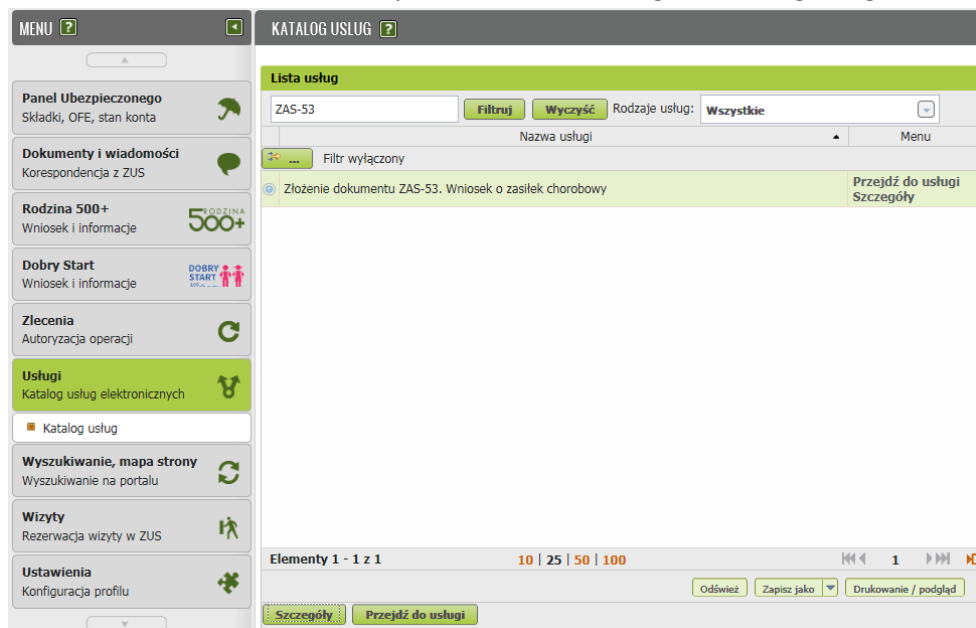 MENU ?
KATALOG USŁUG ?
Panel Ubezpieczonego
Składki, OFE, stan konta
Dokumenty i wiadomości
Korespondencja z ZUS
Rodzina 500+
Wniosek i informacje
RODZINA
500+
Dobry Start
Wniosek i informacje
DOBRY
START
Zlecenia
Autoryzacja operacji
Usługi
Katalog usług elektronicznych
Katalog usług
Wyszukiwanie, mapa strony
Wyszukiwanie na portalu
Wizyty
Rezerwacja wizyty w ZUS
Ustawienia
Konfiguracja profilu
Lista usług
ZAS-53 Filtruj Wyczyść Rodzaje usług: Wszystkie
Nazwa usługi Menu
... Filtr wyłączony
Złożenie dokumentu ZAS-53. Wniosek o zasiłek chorobowy Przejdź do usługi
Szczegóły
Elementy 1 - 1 z 1 10 | 25 | 50 | 100 1
Odśwież Zapisz jako Drukowanie / podgląd
Szczegóły Przejdź do usługi